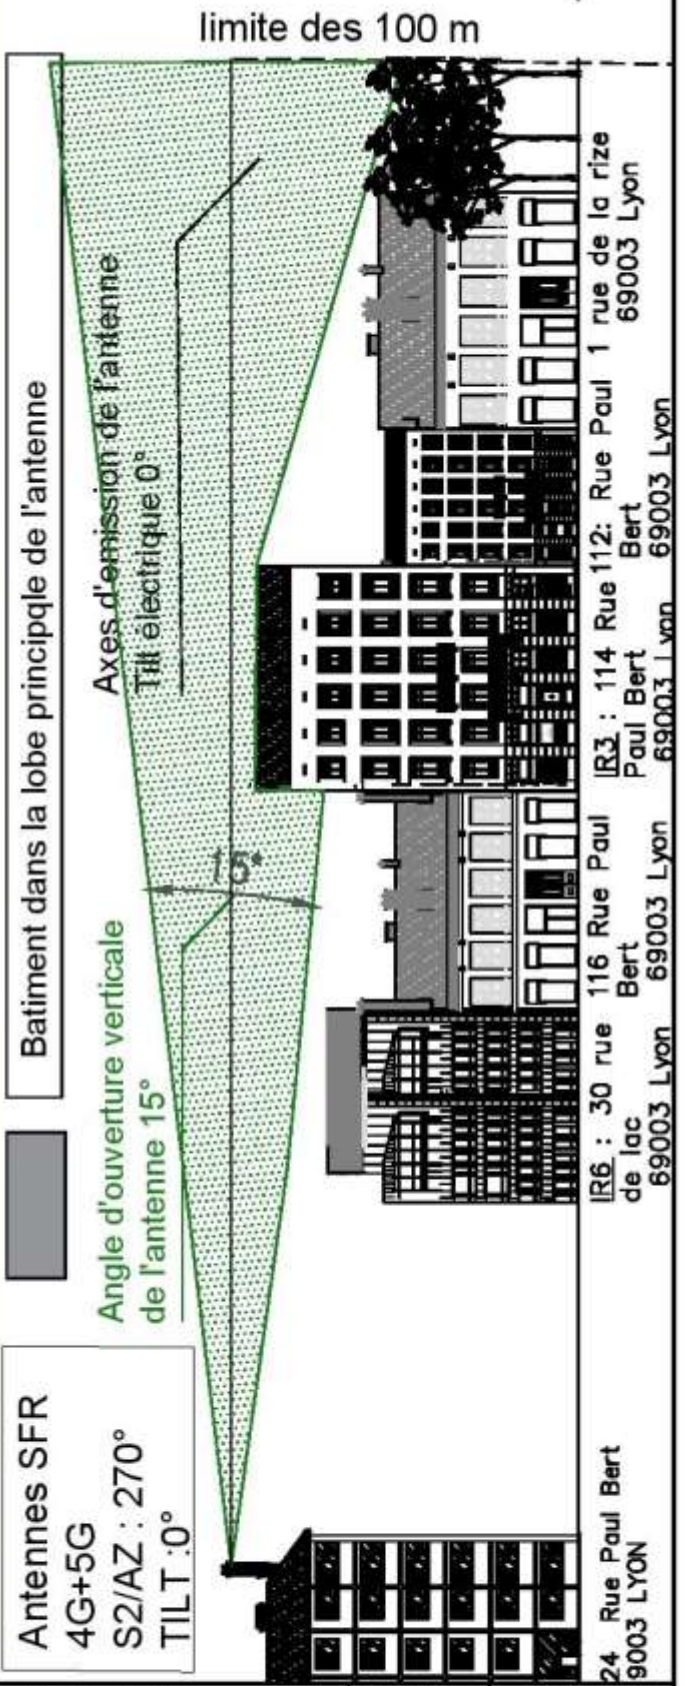 limite des 100 m
Batiment dans la lobe principqle de l'antenne
Antennes SFR
4G+5G
S2/AZ : 270°
TILT :0°
Angle d'ouverture verticale
de l'antenne 15°
Axes d'émission de l'antenne
Tilt électrique 0°
15°
24 Rue Paul Bert
9003 LYON
IR6 : 30 rue
de lac
69003 Lyon
116 Rue Paul
Bert
69003 Lyon
IR3 : 114 Rue
Paul Bert
69003 Lyon
112: Rue Paul
Bert
69003 Lyon
1 rue de la rize
69003 Lyon